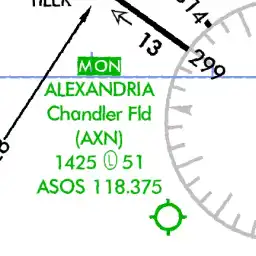 13
299
MON
ALEXANDRIA
Chandler Fld
(AXN)
1425 Ⓛ 51
ASOS 118.375